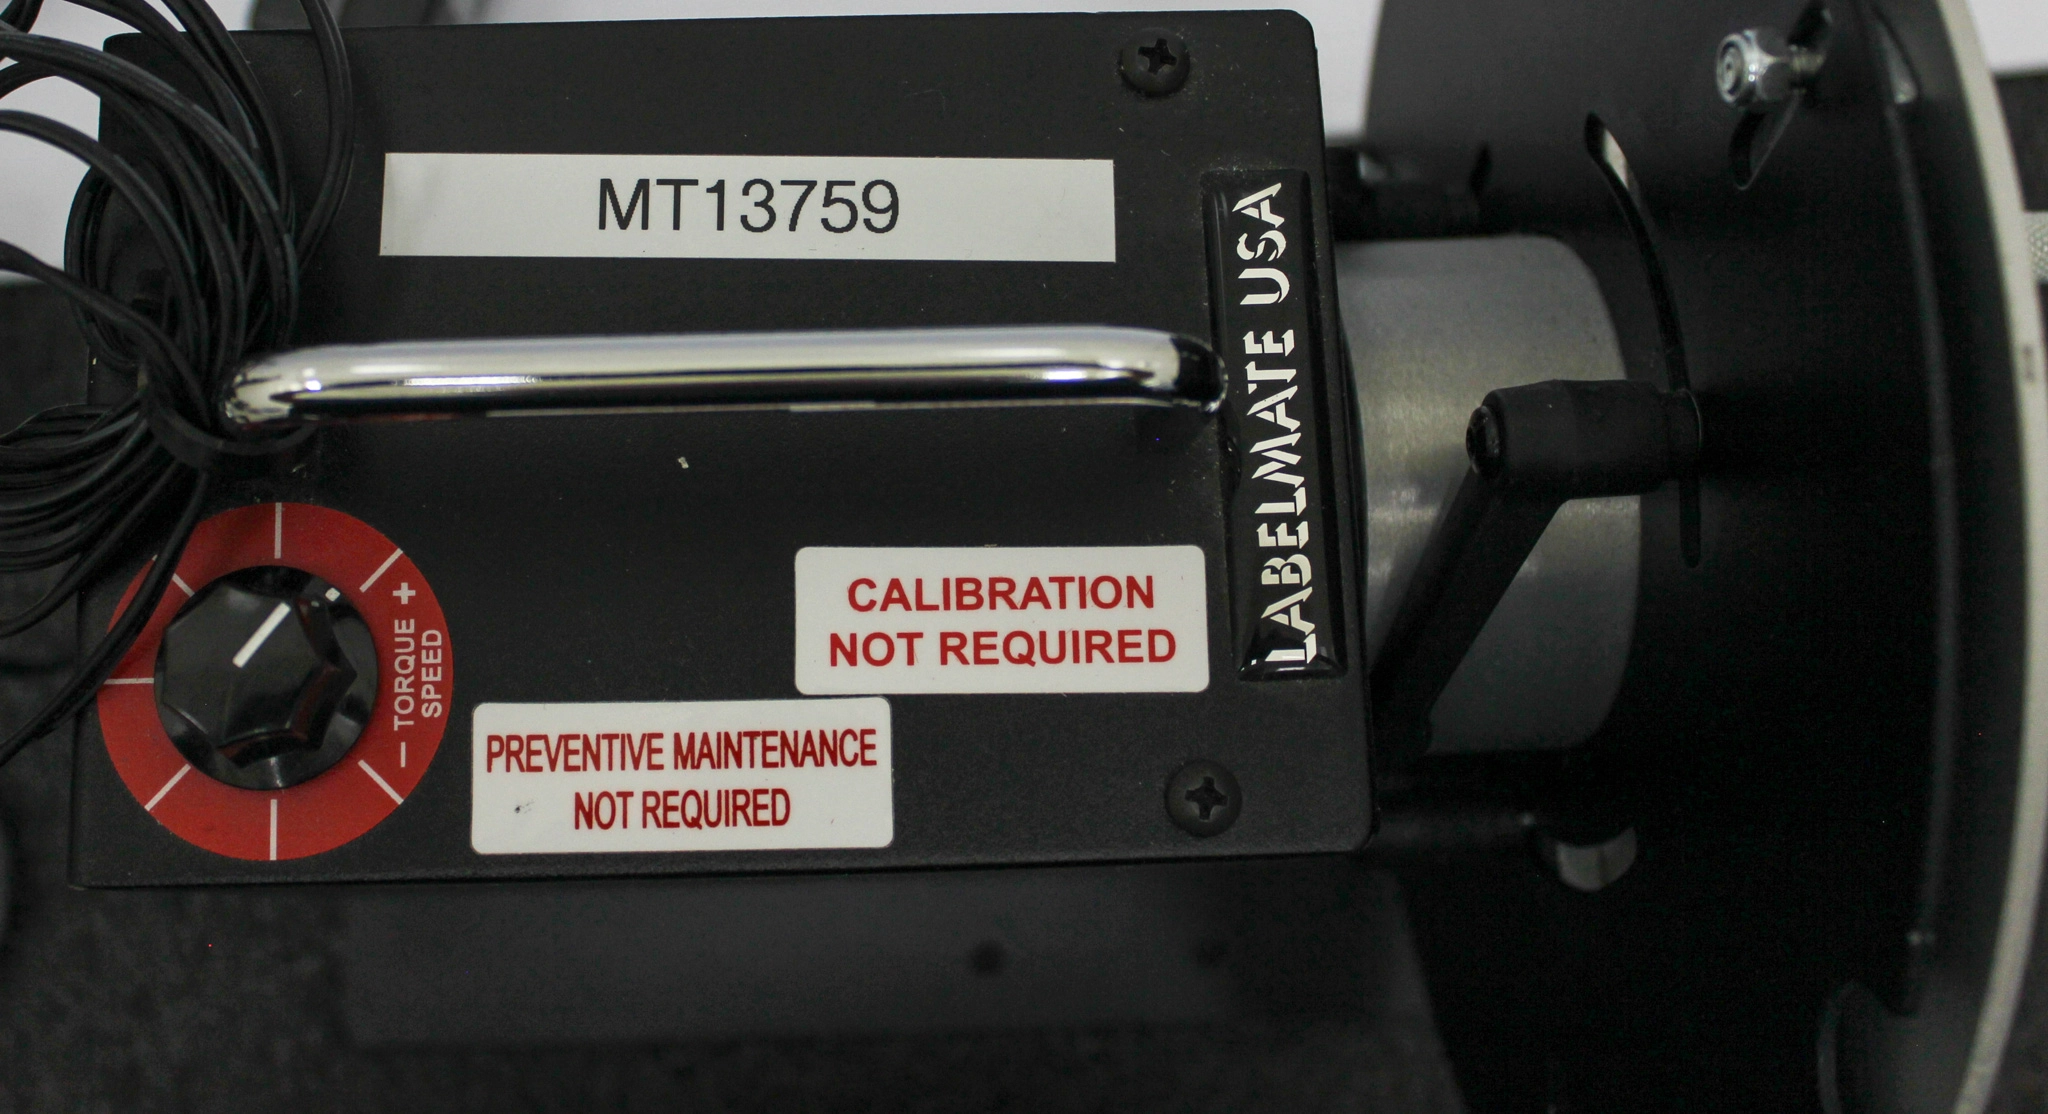 MT13759
LABELMATE USA
CALIBRATION
NOT REQUIRED
− TORQUE +
SPEED
PREVENTIVE MAINTENANCE
NOT REQUIRED